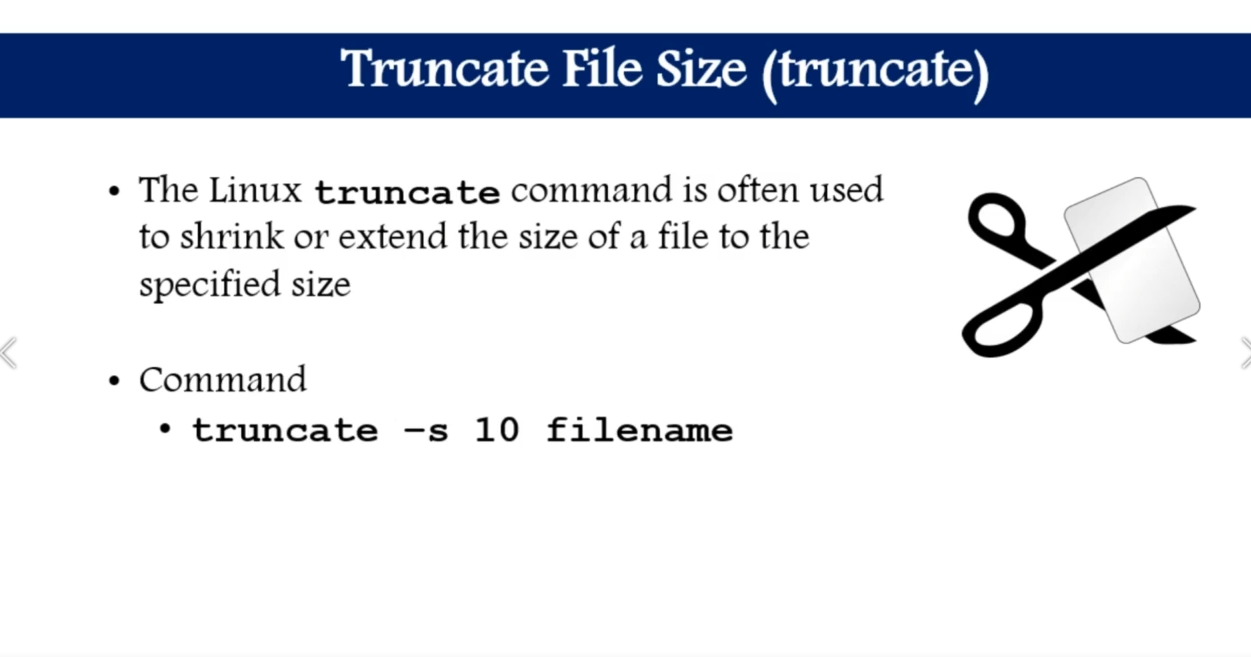 Truncate File Size (truncate)
• The Linux truncate command is often used
to shrink or extend the size of a file to the
specified size
• Command
• truncate –s 10 filename